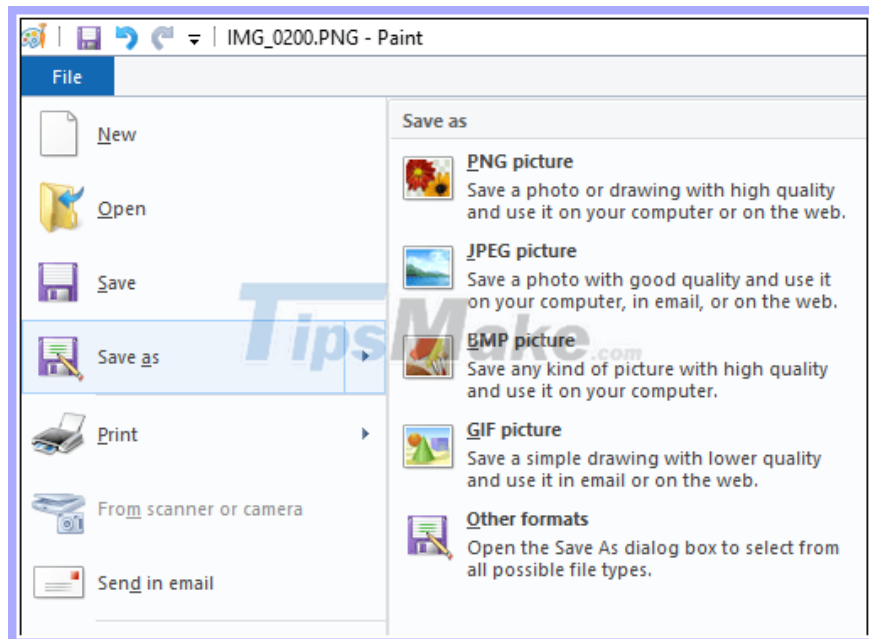 IMG_0200.PNG - Paint
File
New
Open
Save
Save as
Print
From scanner or camera
Send in email
Save as
PNG picture
Save a photo or drawing with high quality
and use it on your computer or on the web.
JPEG picture
Save a photo with good quality and use it
on your computer, in email, or on the web.
BMP picture
Save any kind of picture with high quality
and use it on your computer.
GIF picture
Save a simple drawing with lower quality
and use it in email or on the web.
Other formats
Open the Save As dialog box to select from
all possible file types.
TipsMake.com